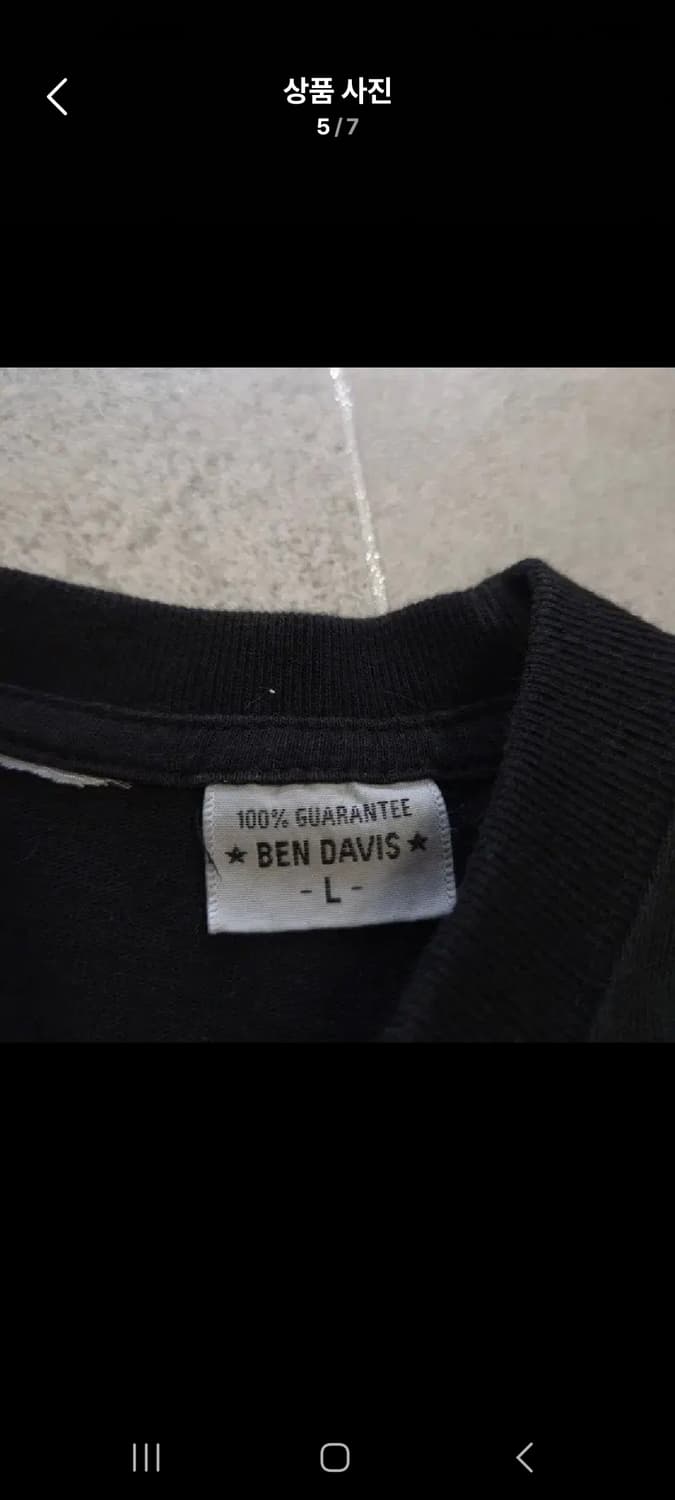 상품 사진
5/7
100% GUARANTEE
★ BEN DAVIS ★
- L -